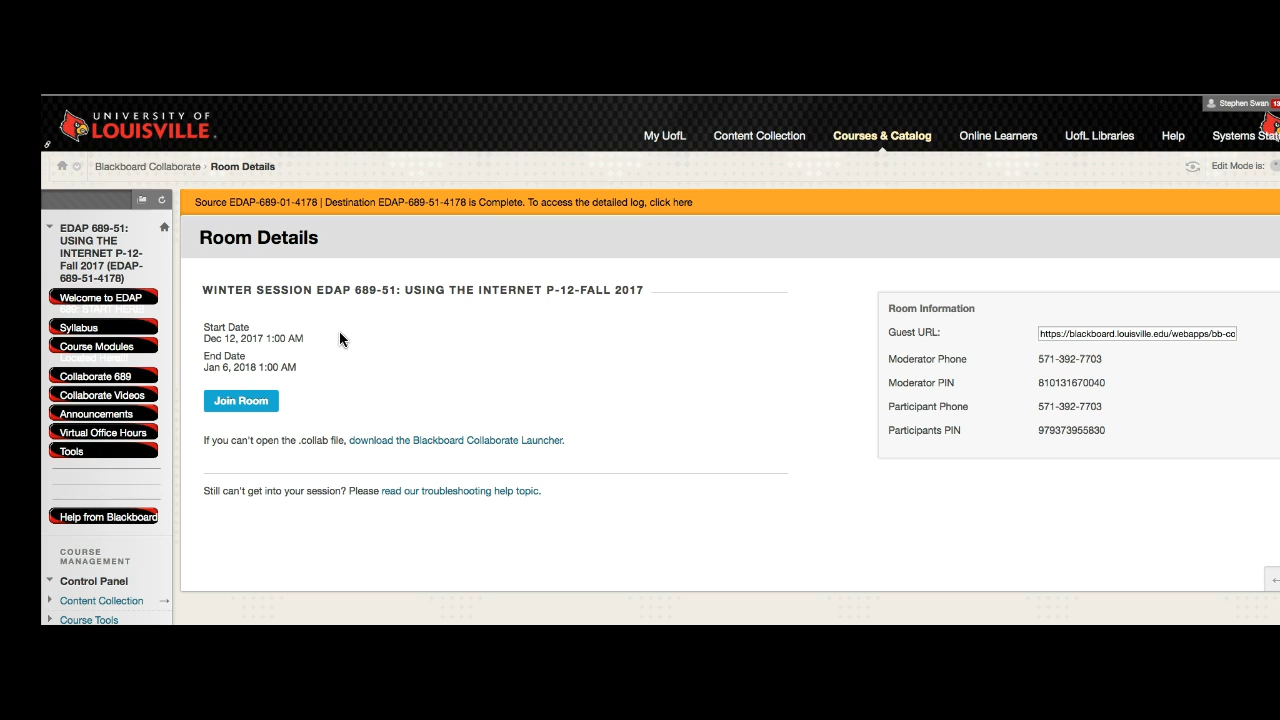 Stephen Swan 13
UNIVERSITY OF
LOUISVILLE.
My UofL
Content Collection
Courses & Catalog
Online Learners
UofL Libraries
Help
Systems
Blackboard Collaborate › Room Details
Edit Mode is:
Source EDAP-689-01-4178 | Destination EDAP-689-51-4178 is Complete. To access the detailed log, click here
EDAP 689-51:
USING THE
INTERNET P-12-
Fall 2017 (EDAP-
689-51-4178)
Welcome to EDAP
689: START HERE!
Syllabus
Course Modules
Located Here!!!
Collaborate 689
Collaborate Videos
Announcements
Virtual Office Hours
Tools
Help from Blackboard
COURSE
MANAGEMENT
Control Panel
Content Collection →
Course Tools
Room Details
WINTER SESSION EDAP 689-51: USING THE INTERNET P-12-FALL 2017
Start Date
Dec 12, 2017 1:00 AM
End Date
Jan 6, 2018 1:00 AM
Join Room
If you can't open the .collab file, download the Blackboard Collaborate Launcher.
Still can't get into your session? Please read our troubleshooting help topic.
Room Information
Guest URL: https://blackboard.louisville.edu/webapps/bb-co
Moderator Phone 571-392-7703
Moderator PIN 810131670040
Participant Phone 571-392-7703
Participants PIN 979373955830